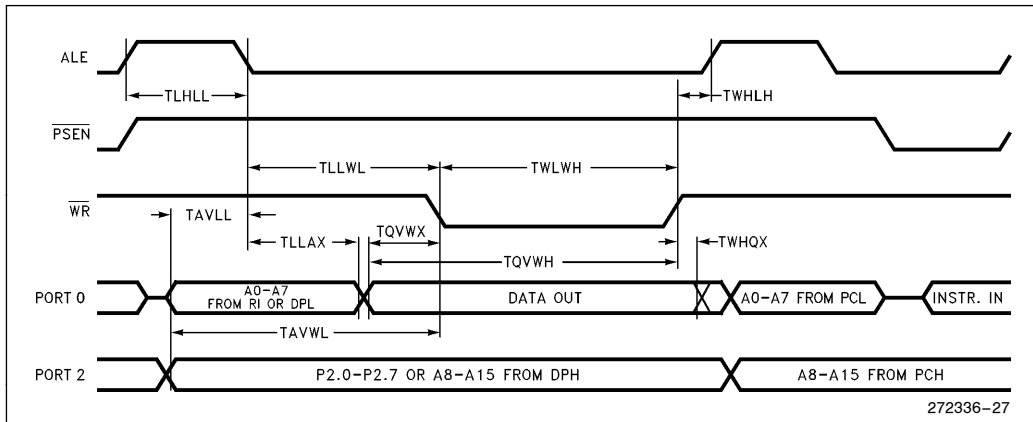 ALE
TLHLL
TWHLH
PSEN
TLLWL
TWLWH
WR
TAVLL
TLLAX
TQVWX
TWHQX
TQVWH
PORT 0
A0-A7
FROM RI OR DPL
DATA OUT
A0-A7 FROM PCL
INSTR. IN
TAVWL
PORT 2
P2.0-P2.7 OR A8-A15 FROM DPH
A8-A15 FROM PCH
272336-27